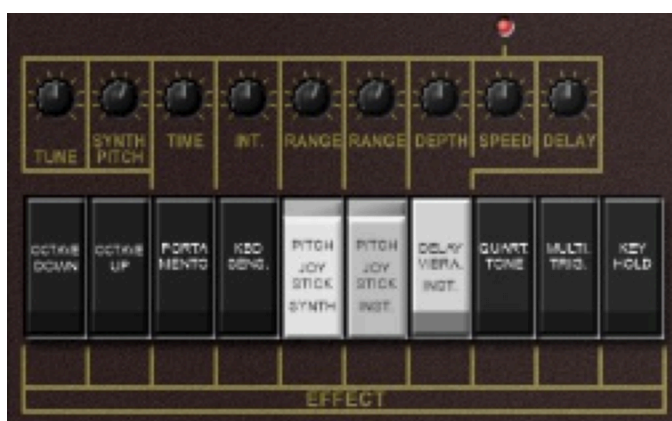 TUNE
SYNTH
PITCH
TIME
INT.
RANGE
RANGE
DEPTH
SPEED
DELAY
OCTAVE
DOWN
OCTAVE
UP
PORTA
MENTO
KBD
SENS.
PITCH
JOY
STICK
SYNTH
PITCH
JOY
STICK
INST.
DELAY
VIBRA.
INST.
QUART.
TONE
MULTI.
TRIG.
KEY
HOLD
EFFECT